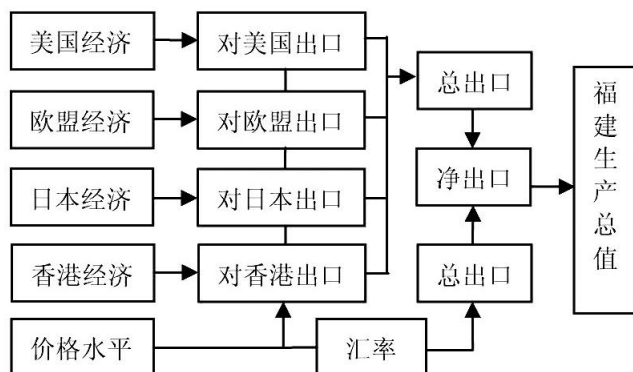 美国经济
对美国出口
总出口
欧盟经济
对欧盟出口
净出口
日本经济
对日本出口
香港经济
对香港出口
总出口
价格水平
汇率
福建生产总值